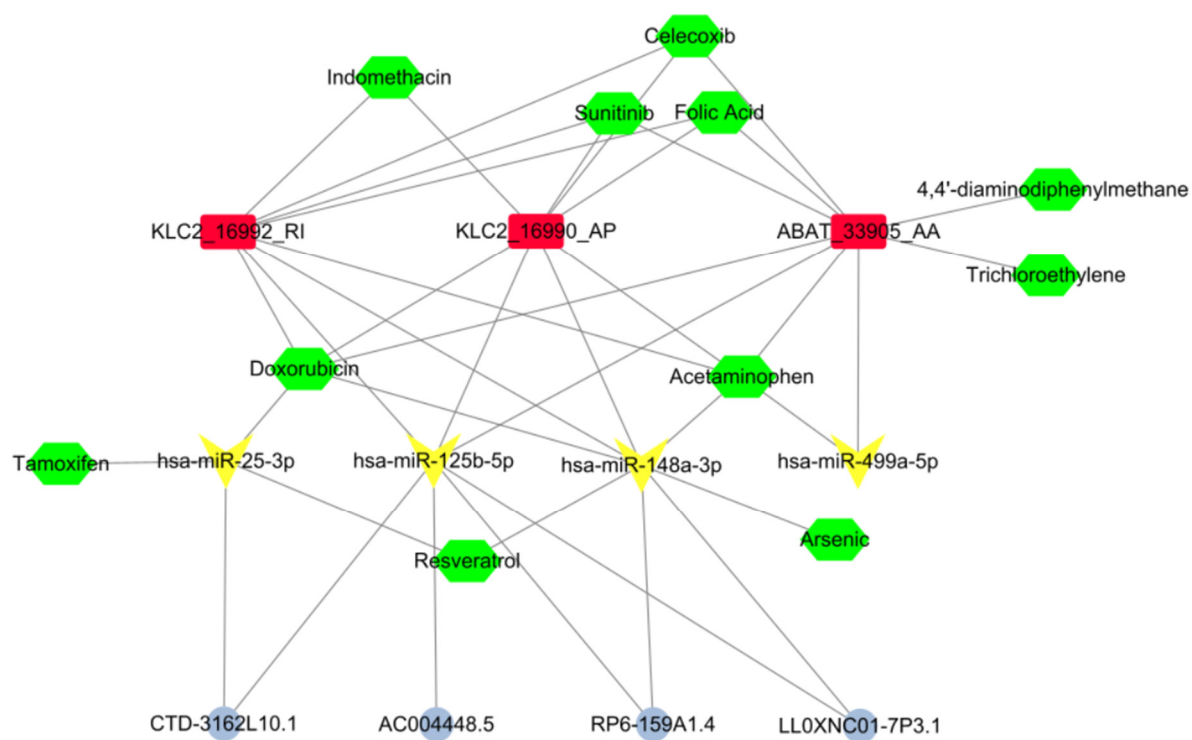 Celecoxib
Indomethacin
Sunitinib
Folic Acid
4,4'-diaminodiphenylmethane
KLC2_16992_RI
KLC2_16990_AP
ABAT_33905_AA
Trichloroethylene
Doxorubicin
Acetaminophen
Tamoxifen
hsa-miR-25-3p
hsa-miR-125b-5p
hsa-miR-148a-3p
hsa-miR-499a-5p
Arsenic
Resveratrol
CTD-3162L10.1
AC004448.5
RP6-159A1.4
LL0XNC01-7P3.1